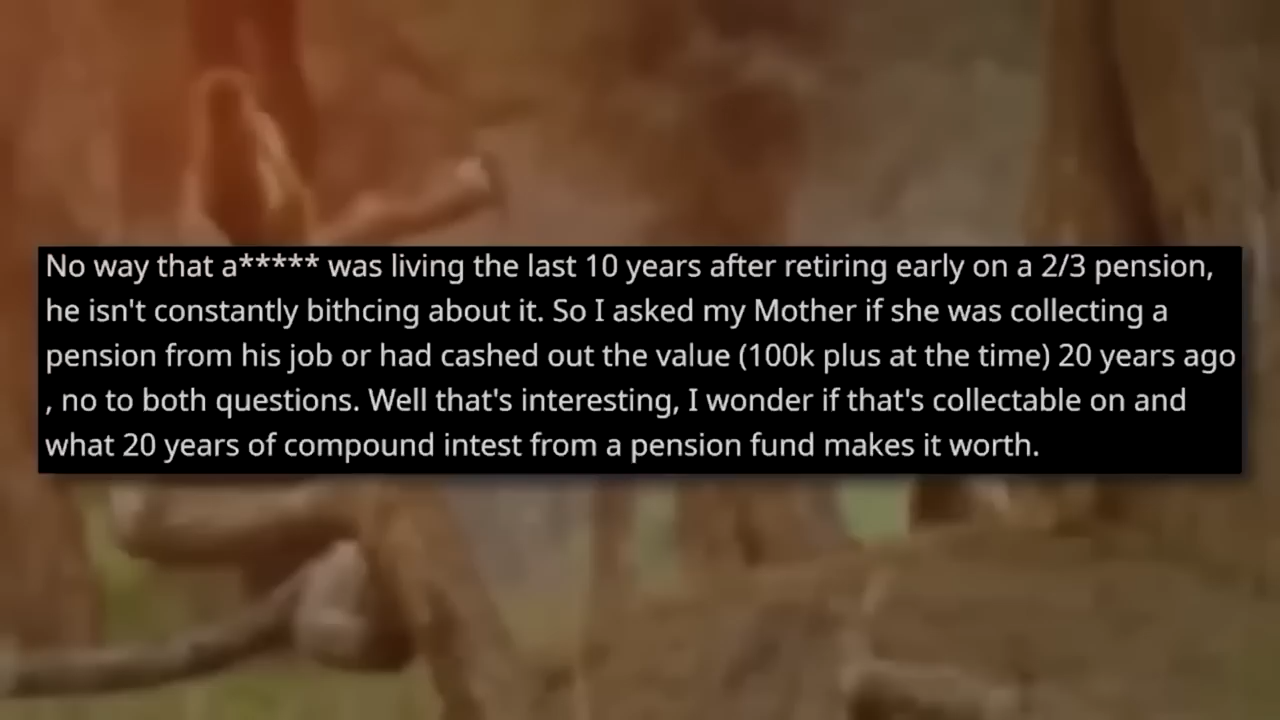 No way that a***** was living the last 10 years after retiring early on a 2/3 pension,
he isn't constantly bithcing about it. So I asked my Mother if she was collecting a
pension from his job or had cashed out the value (100k plus at the time) 20 years ago
, no to both questions. Well that's interesting, I wonder if that's collectable on and
what 20 years of compound intest from a pension fund makes it worth.